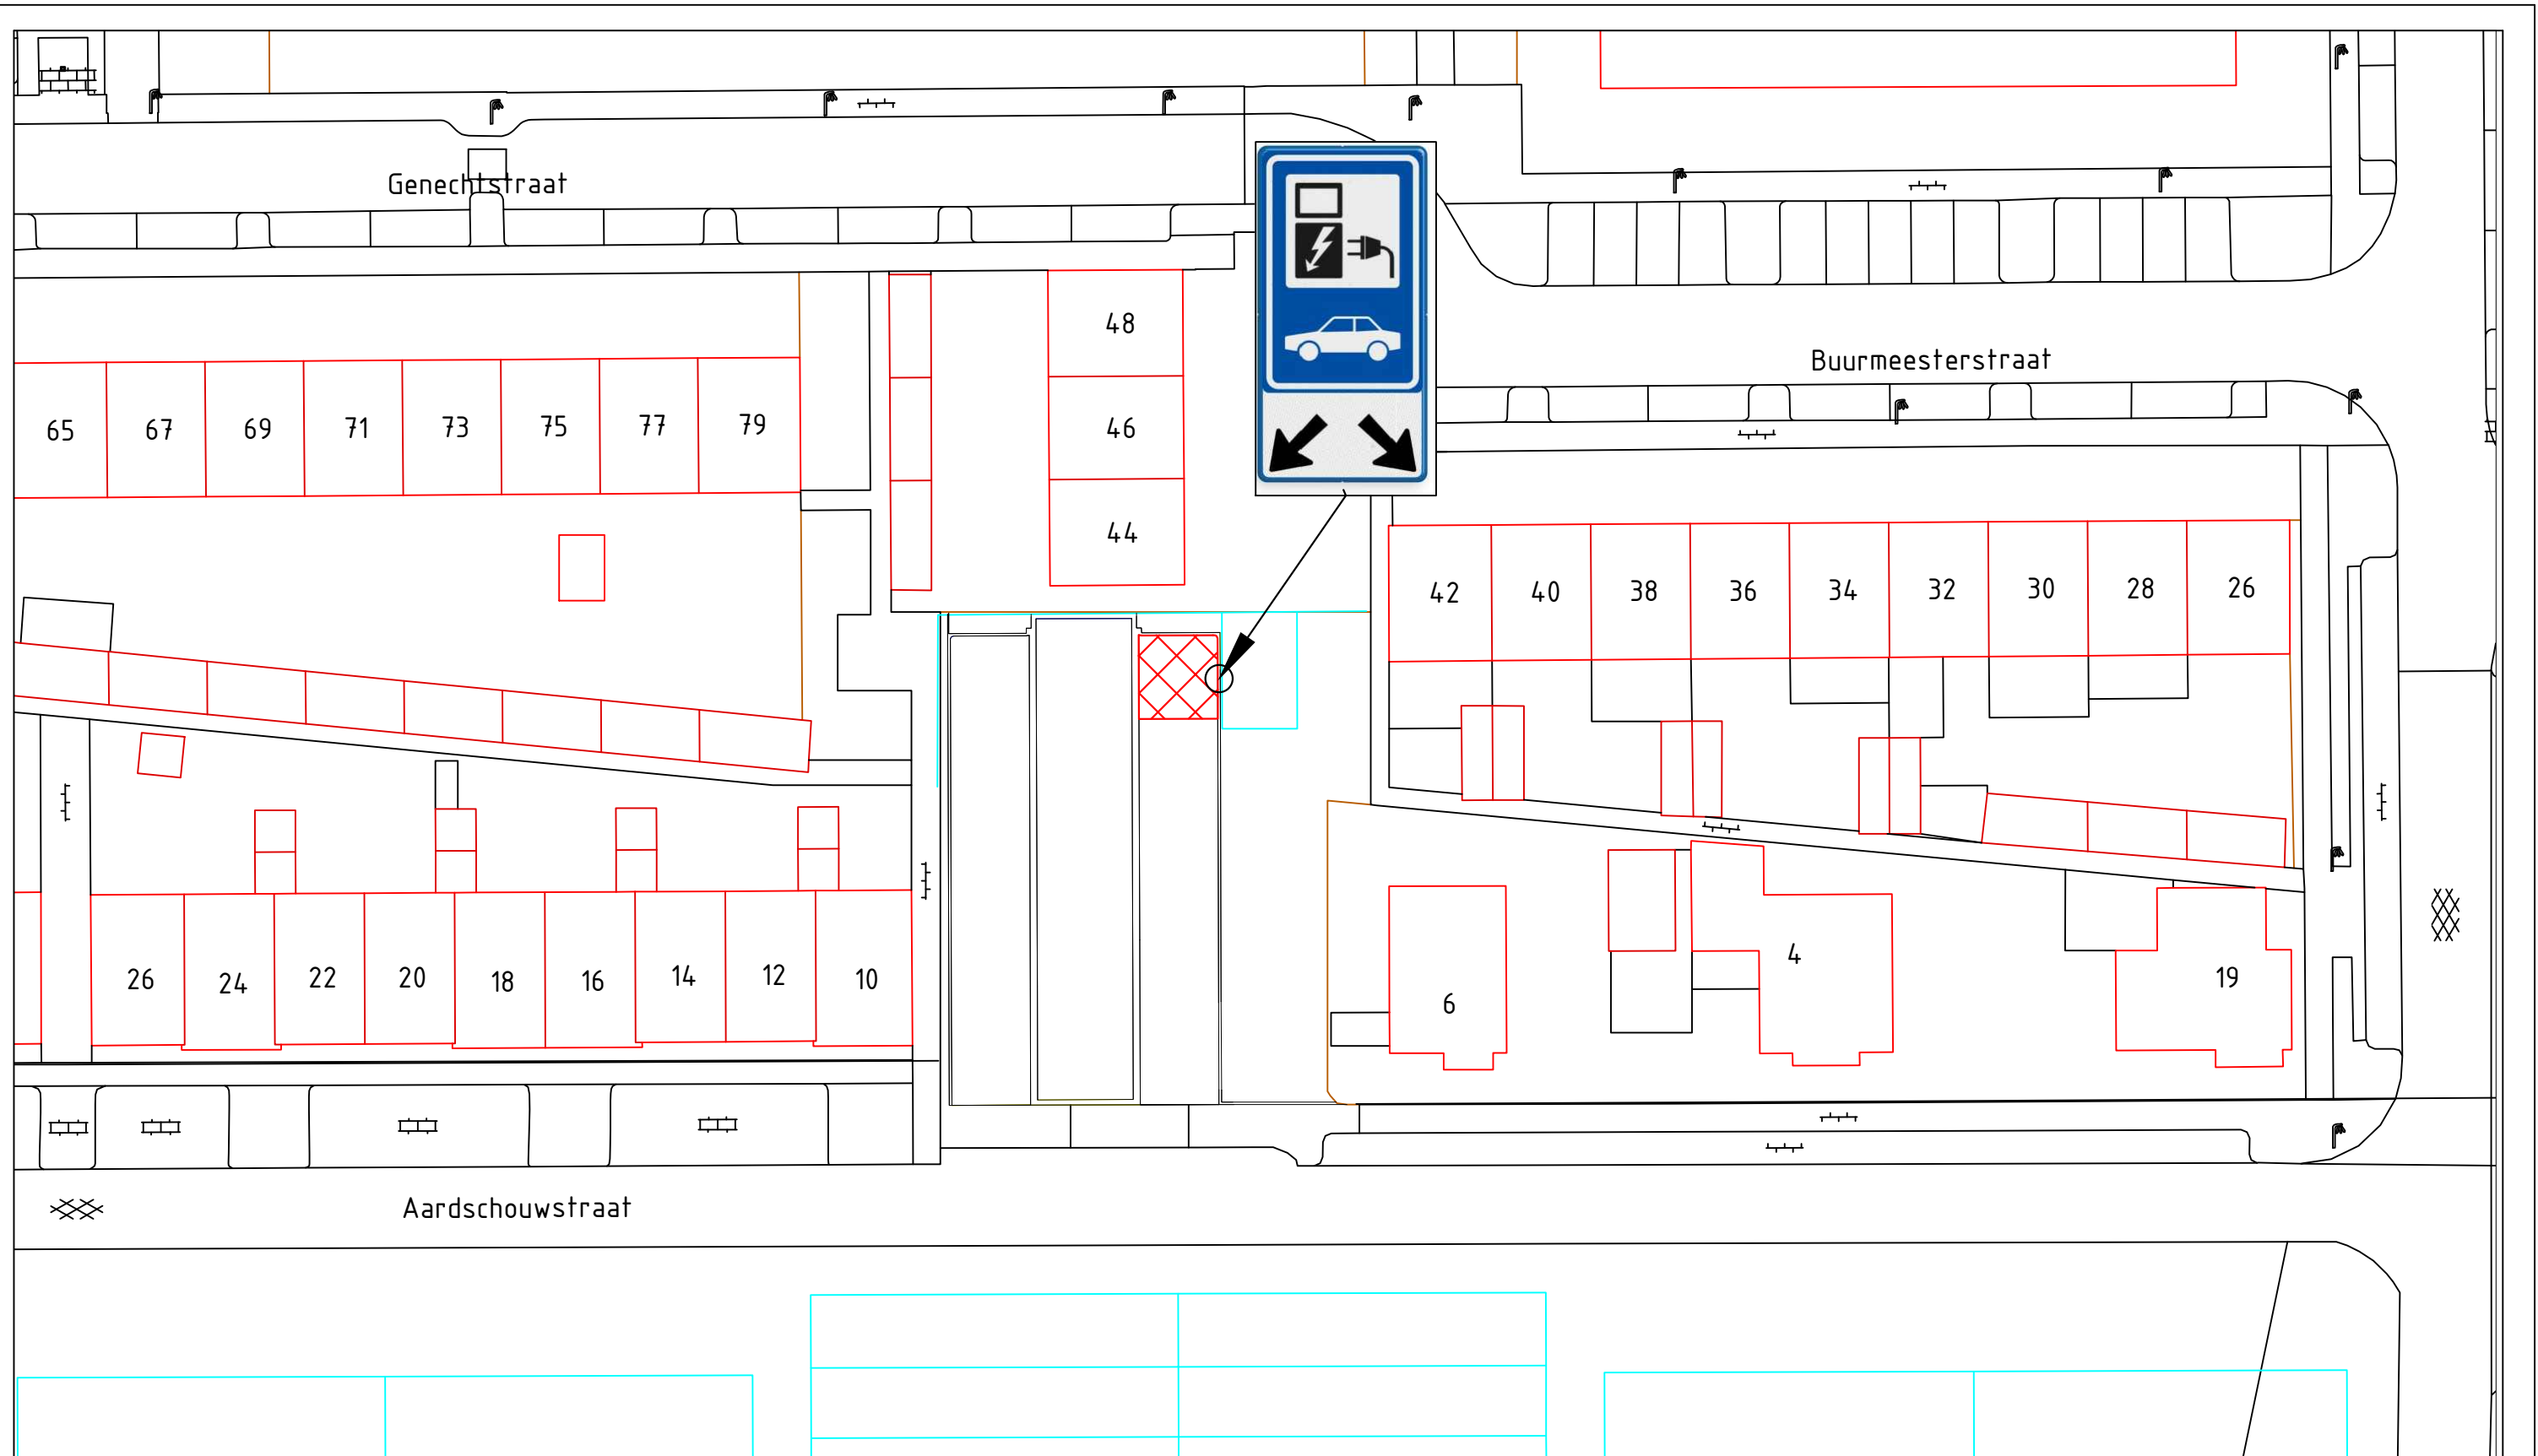 Genechtstraat
48
Buurmeesterstraat
65 67 69 71 73 75 77 79
46
44
42 40 38 36 34 32 30 28 26
4
6
19
26 24 22 20 18 16 14 12 10
Aardschouwstraat